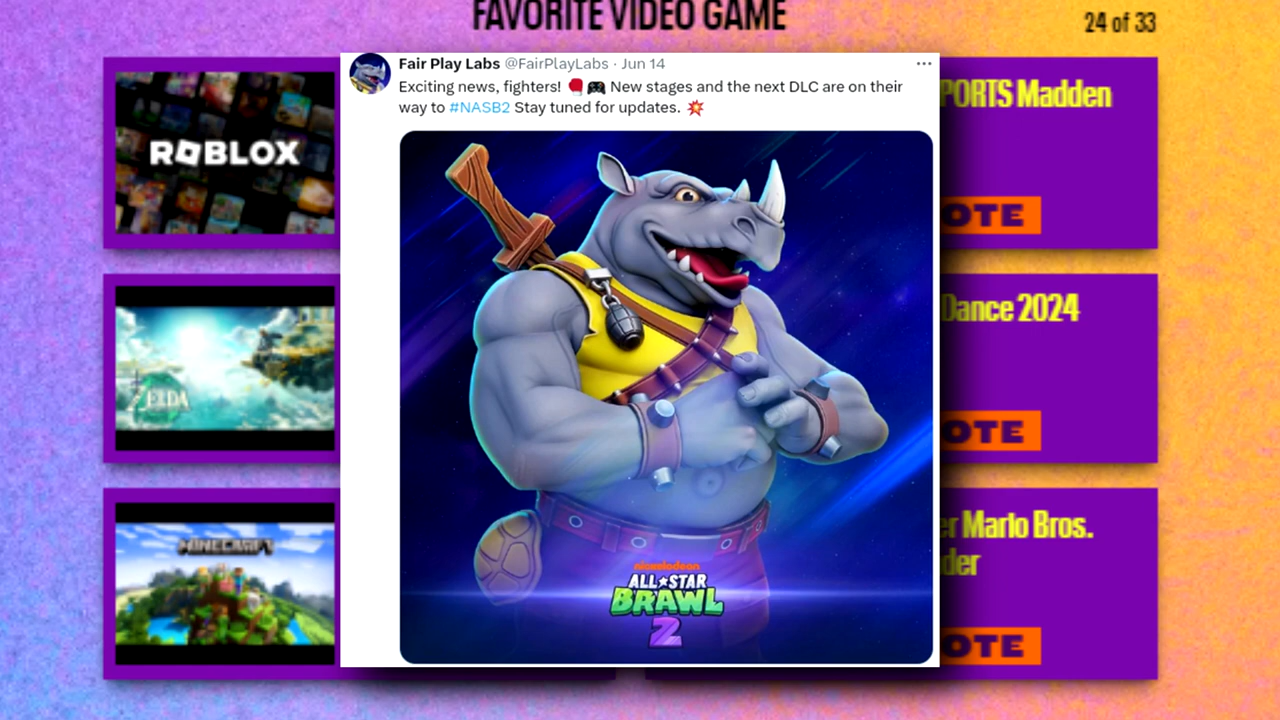 FAVORITE VIDEO GAME
24 of 33
Fair Play Labs @FairPlayLabs · Jun 14
Exciting news, fighters! 🥊🎮 New stages and the next DLC are on their
way to #NASB2 Stay tuned for updates. 💥
ROBLOX
PORTS Madden
OTE
ZELDA
Dance 2024
OTE
MINECRAFT
er Mario Bros.
der
OTE
nickelodeon
ALL★STAR
BRAWL
2